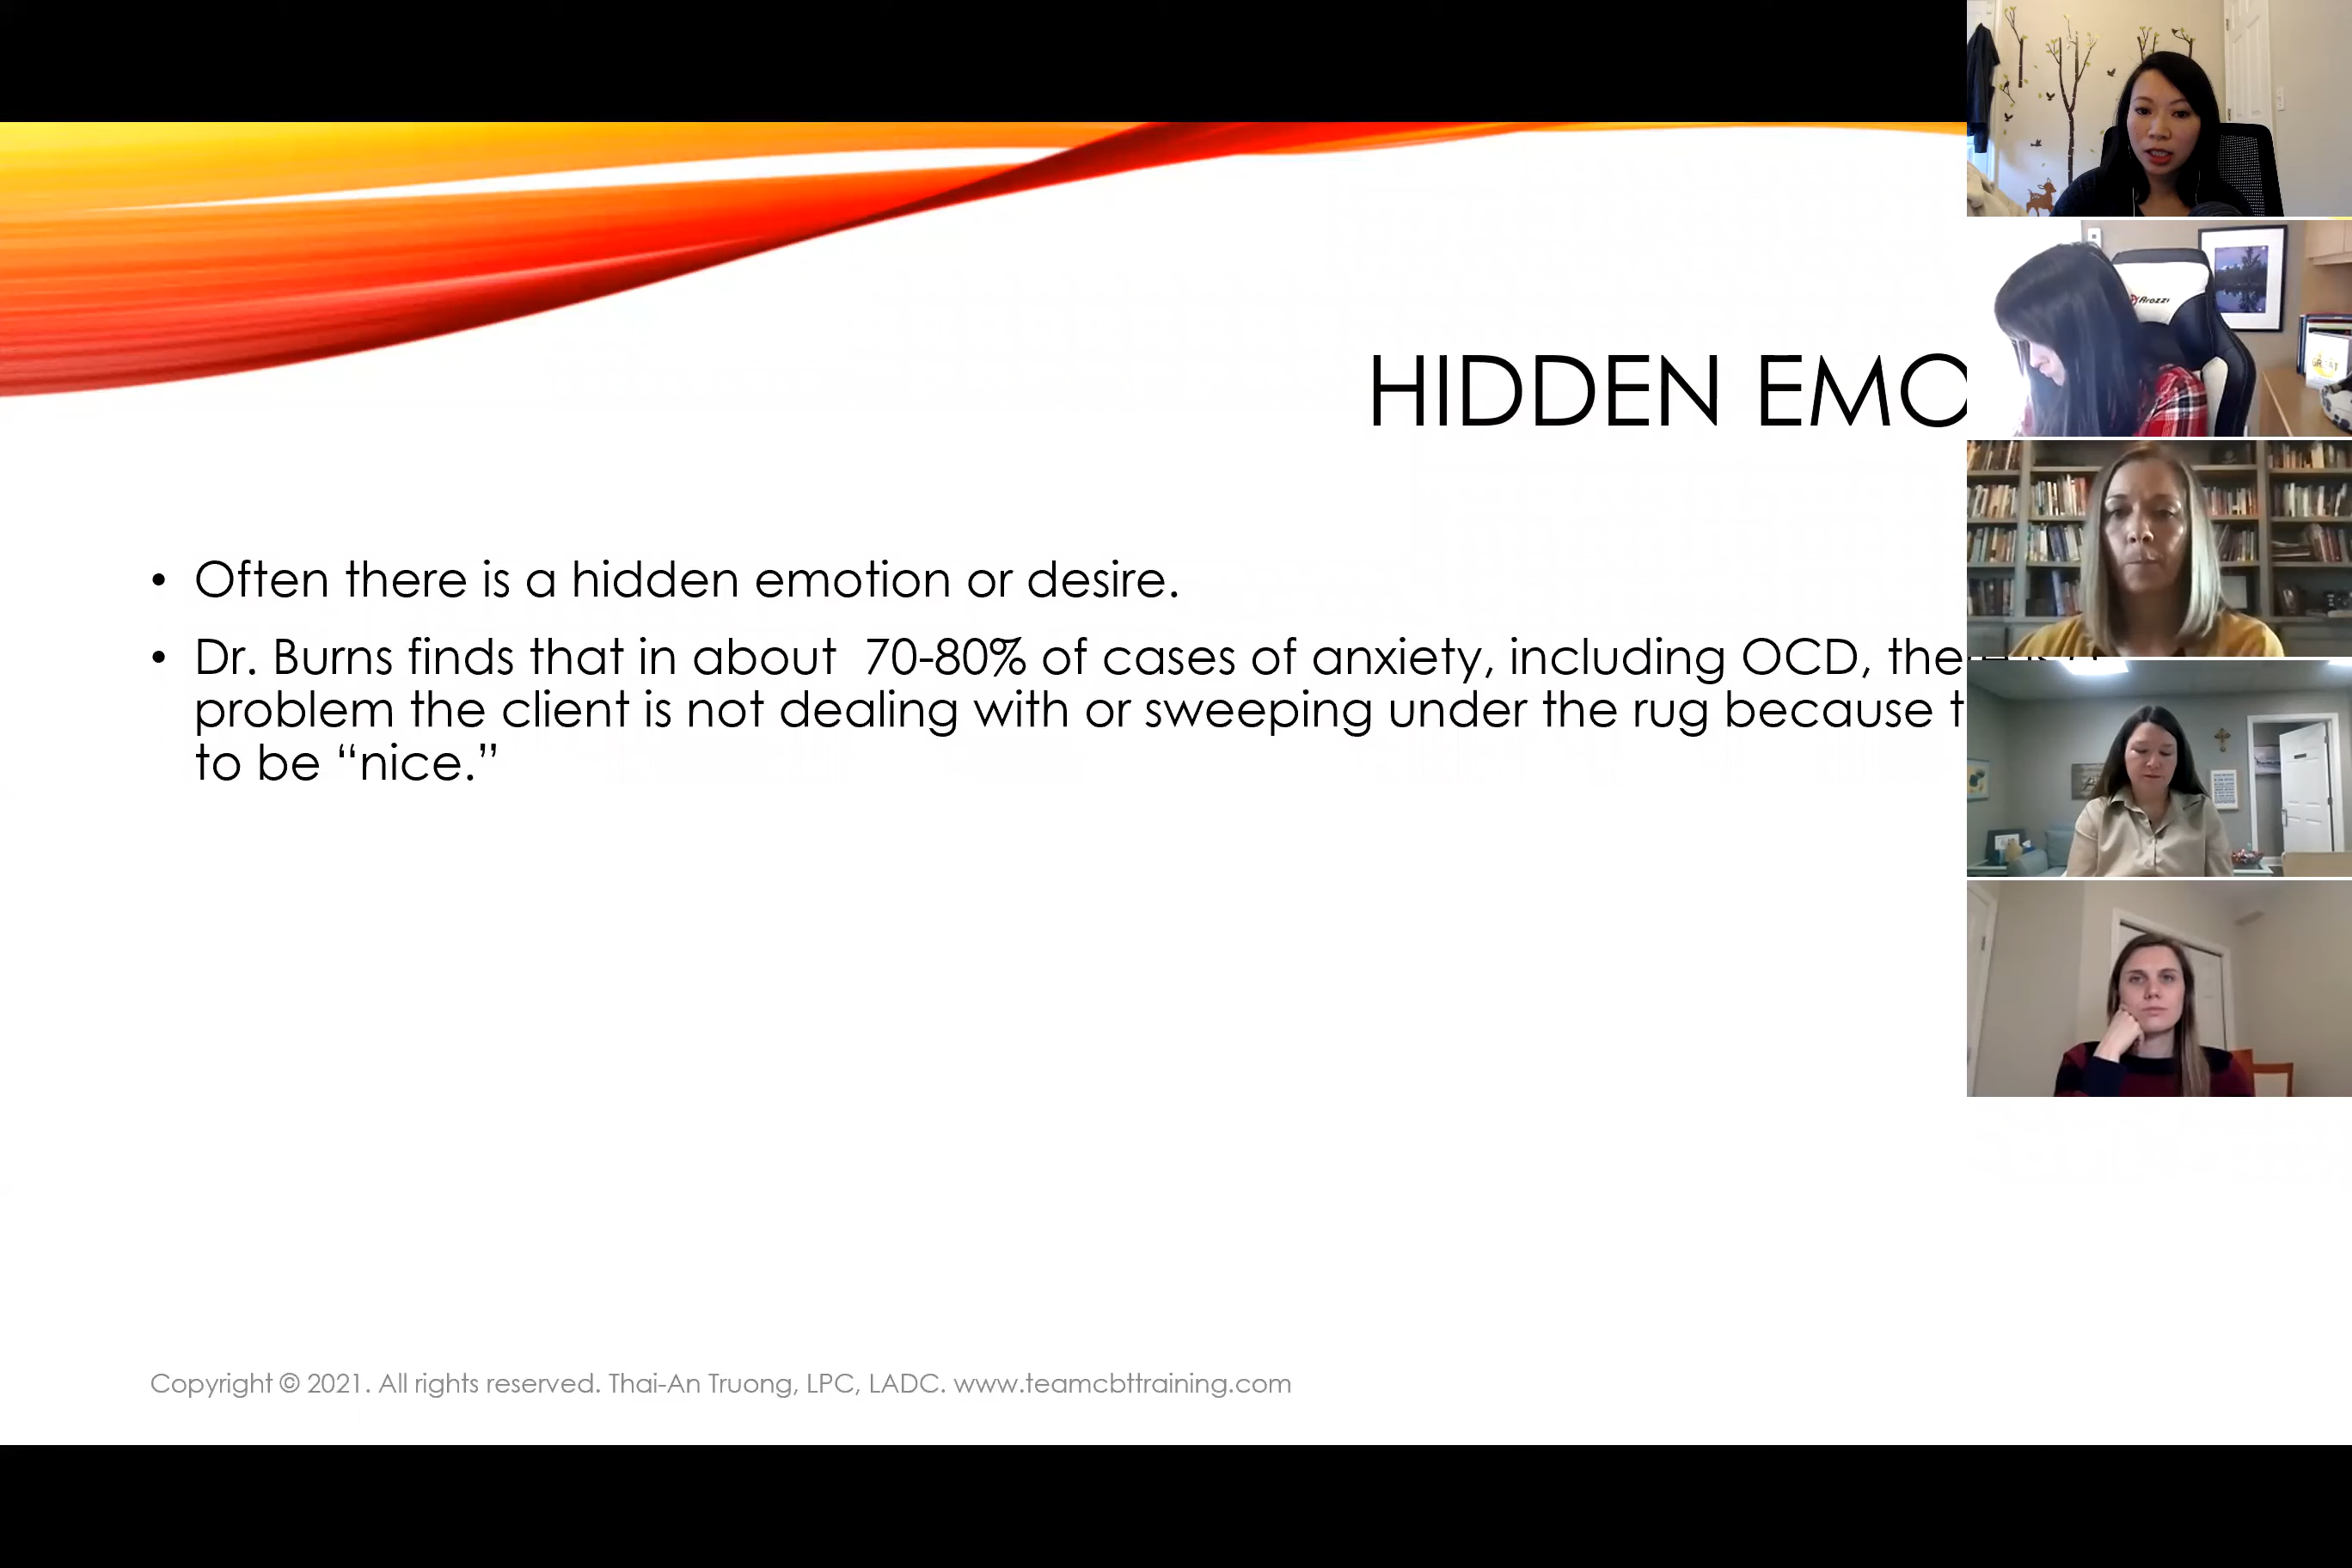 HIDDEN EMO
• Often there is a hidden emotion or desire.
• Dr. Burns finds that in about 70-80% of cases of anxiety, including OCD, the
problem the client is not dealing with or sweeping under the rug because t
to be “nice.”
Copyright © 2021. All rights reserved. Thai-An Truong, LPC, LADC. www.teamcbttraining.com
Arozzi